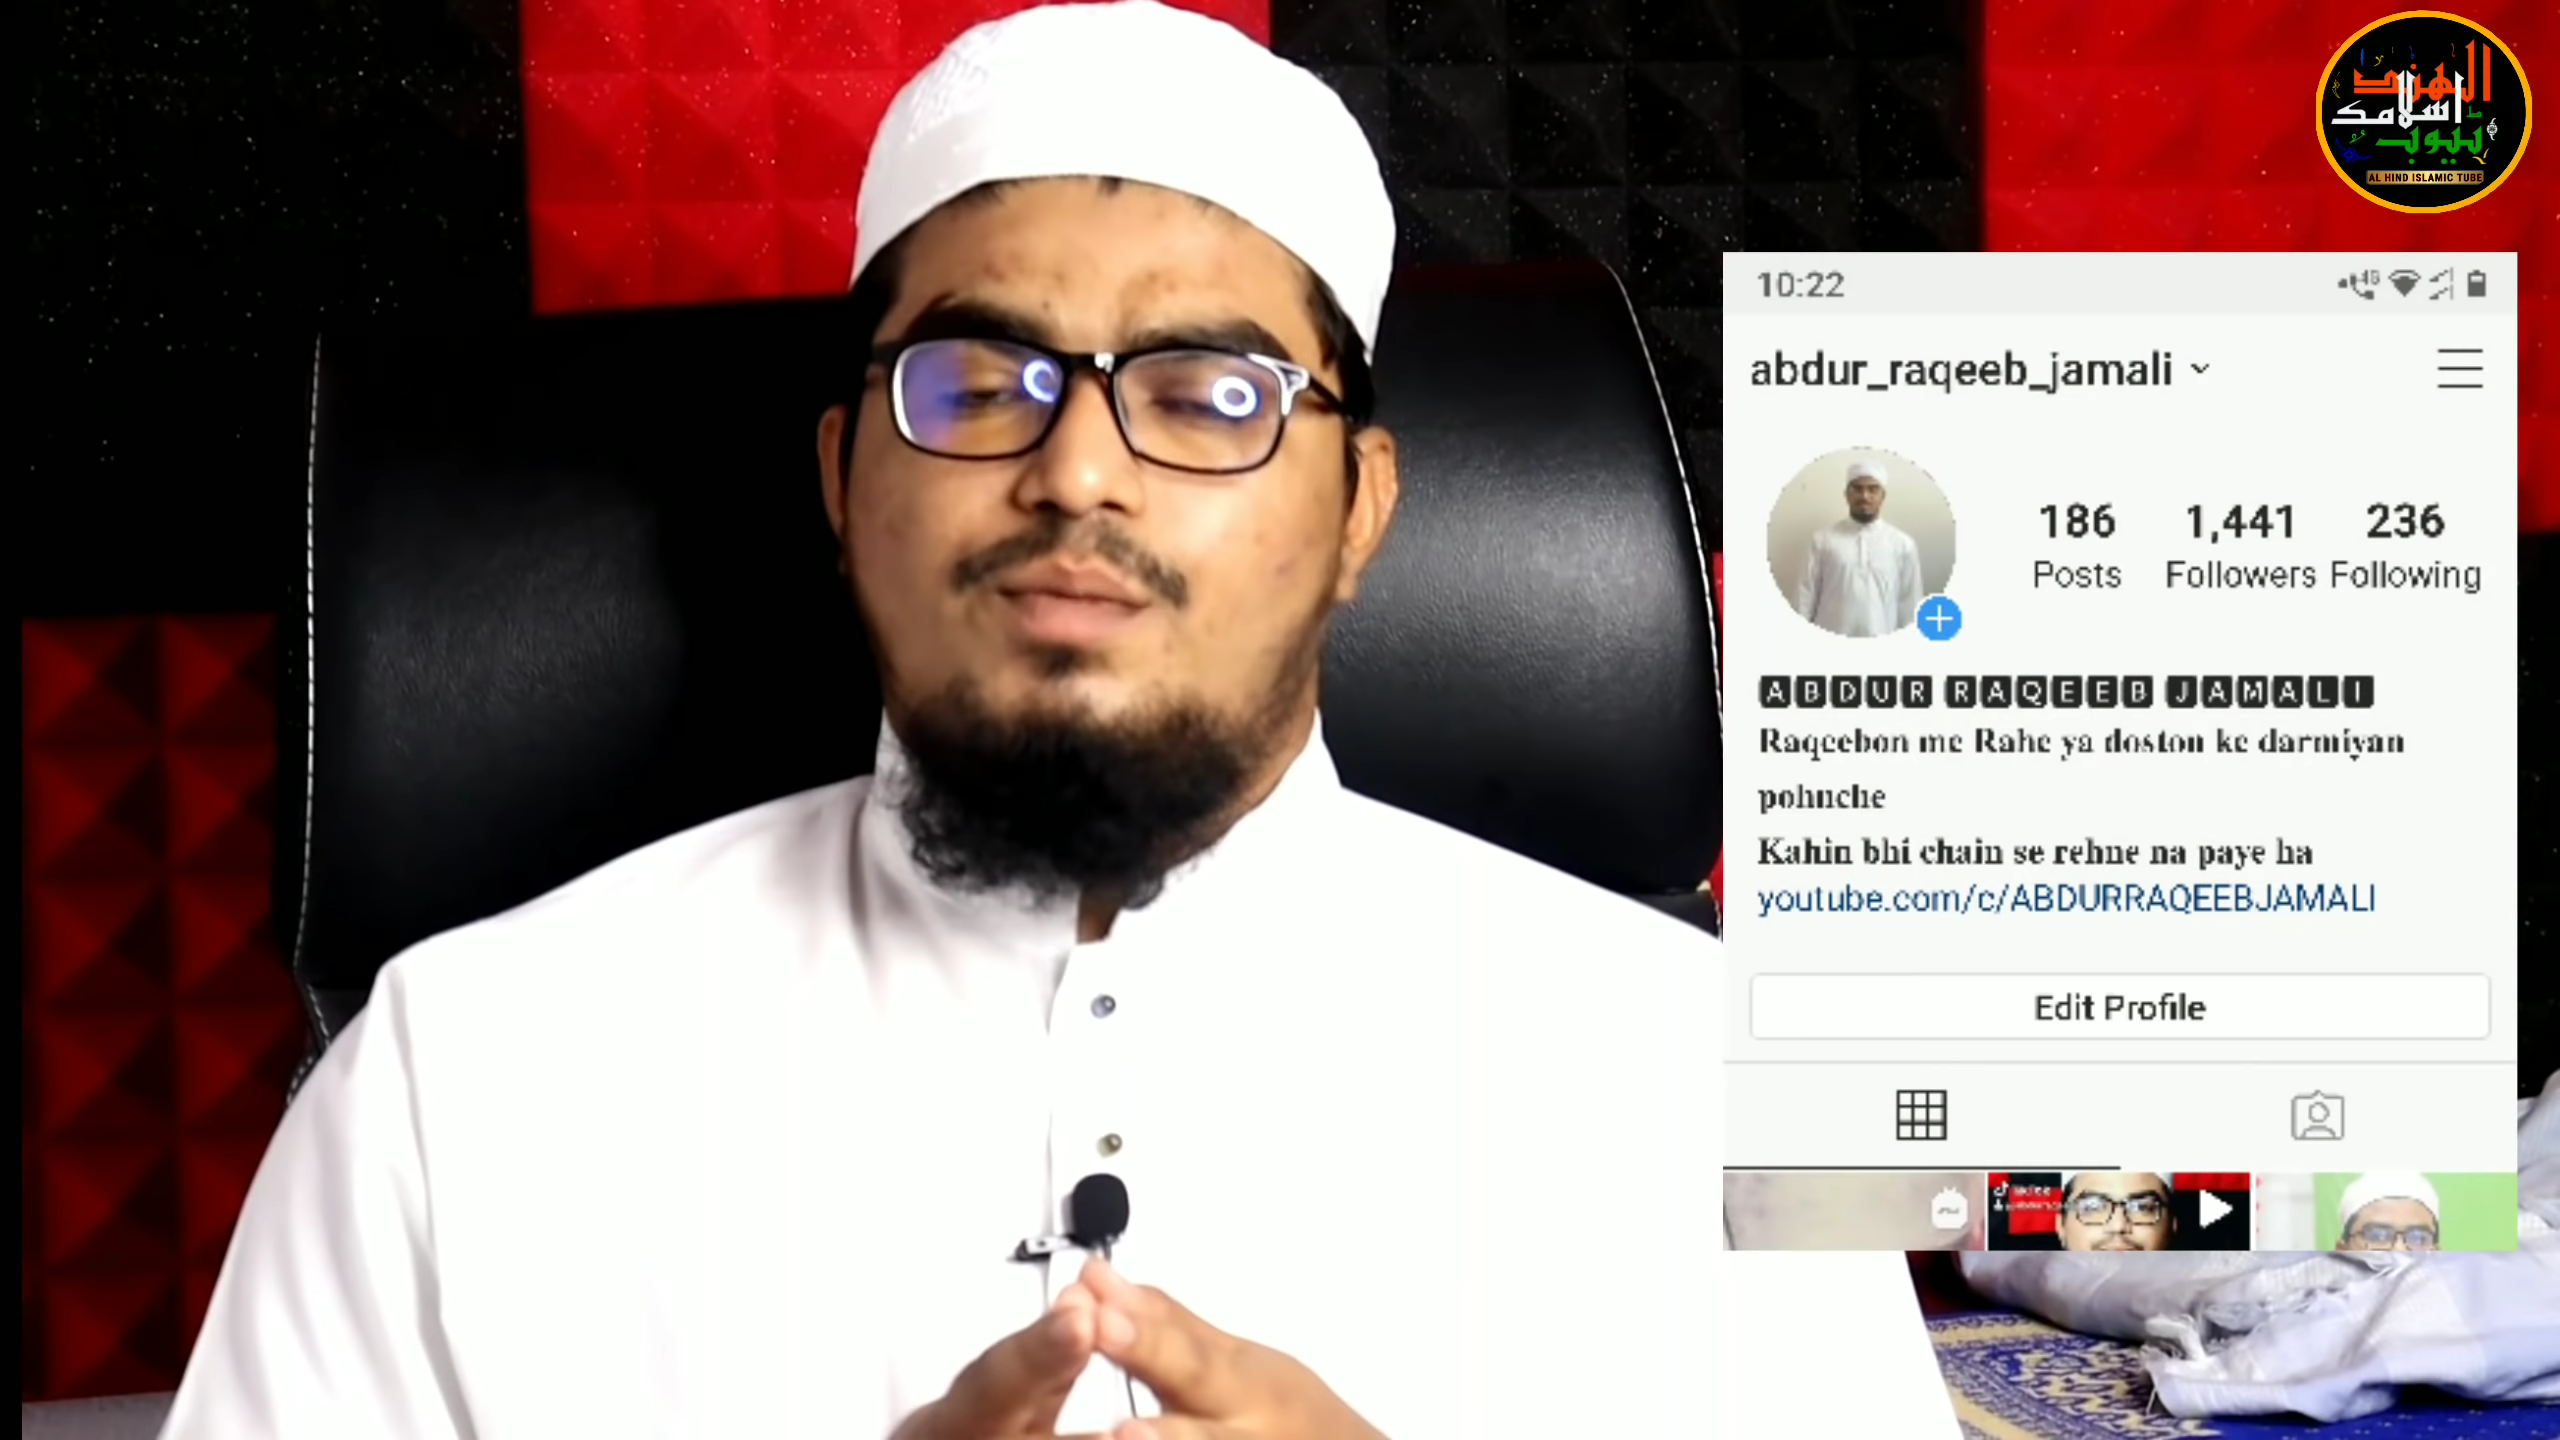 الهند
اسلامک
ٹیوب
AL HIND ISLAMIC TUBE
10:22
4G
abdur_raqeeb_jamali
186 1,441 236
Posts Followers Following
ABDUR RAQEEB JAMALI
Raqeebon me Rahe ya doston ke darmiyan
pohnche
Kahin bhi chain se rehne na paye ha
youtube.com/c/ABDURRAQEEBJAMALI
Edit Profile